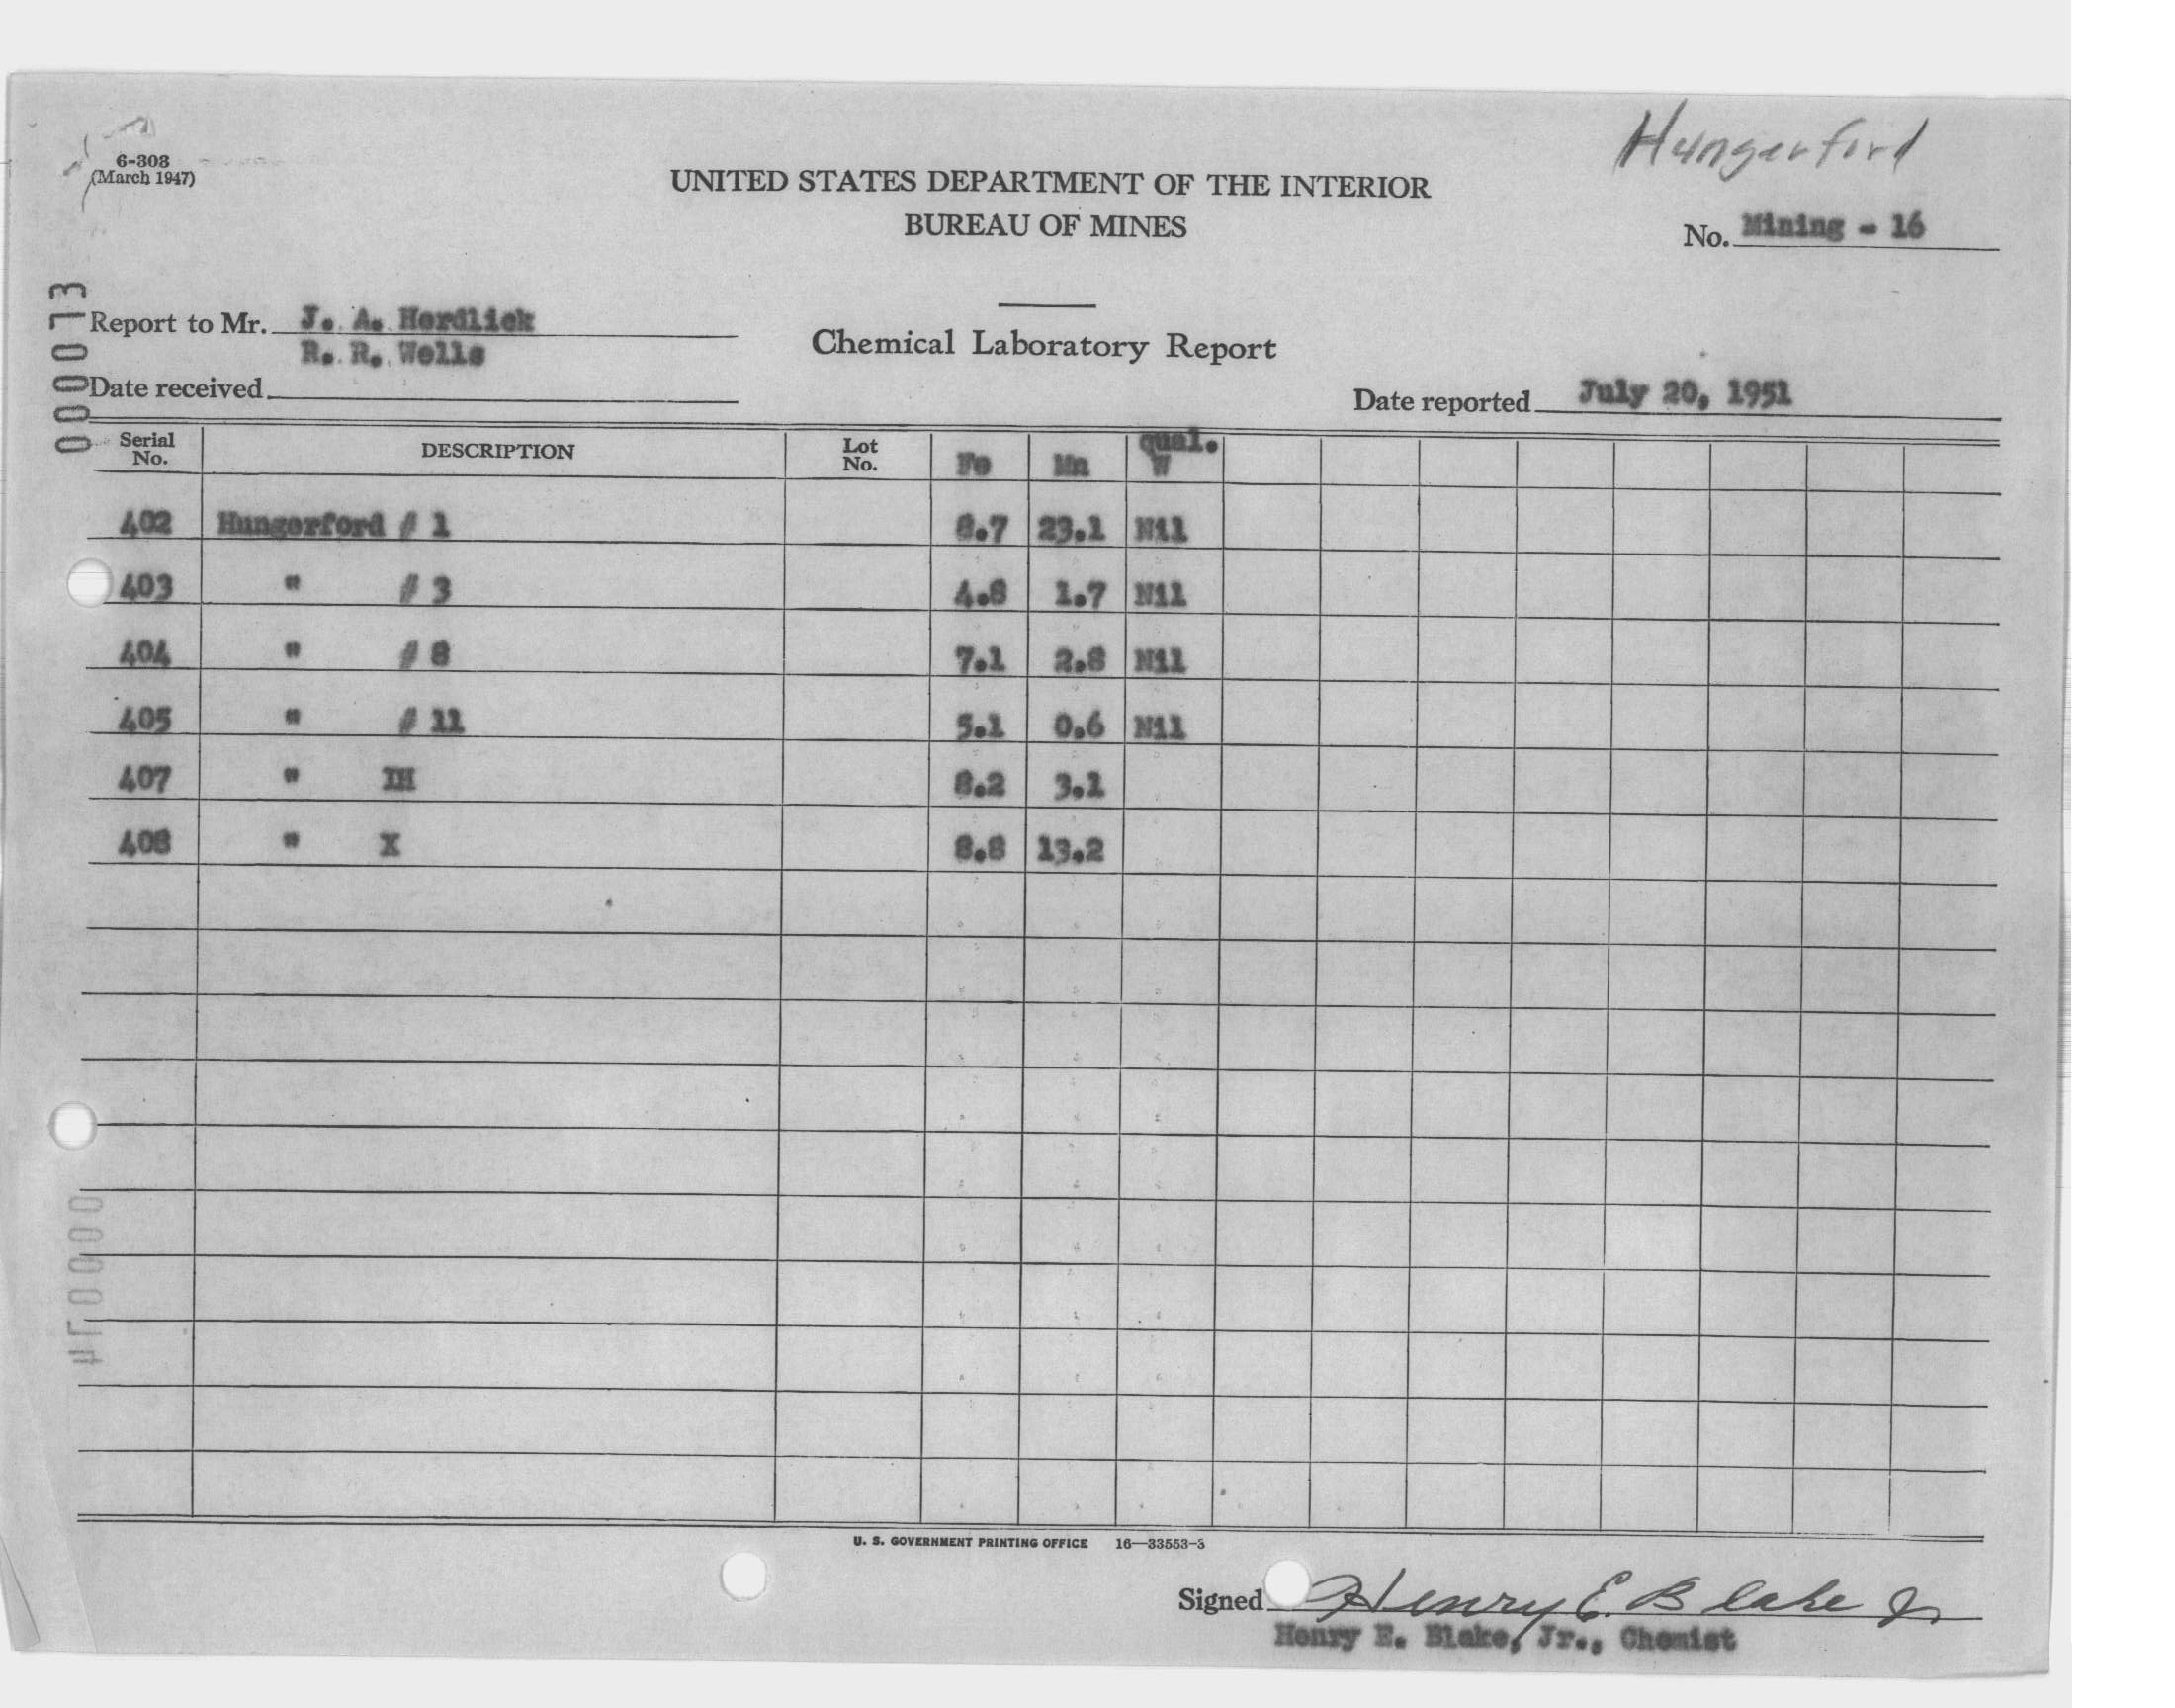 Hungerford
6-303
(March 1947)
UNITED STATES DEPARTMENT OF THE INTERIOR
BUREAU OF MINES
No. Mining - 16
000013
Report to Mr. J. A. Herdlick
R. R. Wells
Chemical Laboratory Report
Date received
Date reported July 20, 1951
Serial No. DESCRIPTION Lot No. Fe Mn qual. W
402 Hungerford # 1 8.7 23.1 Nil
403 " # 3 4.8 1.7 Nil
404 " # 8 7.1 2.8 Nil
405 " # 11 5.1 0.6 Nil
407 " IH 8.2 3.1
408 " X 8.8 13.2
000014
U. S. GOVERNMENT PRINTING OFFICE 16—33553-3
Signed Henry E. Blake Jr
Henry E. Blake, Jr., Chemist